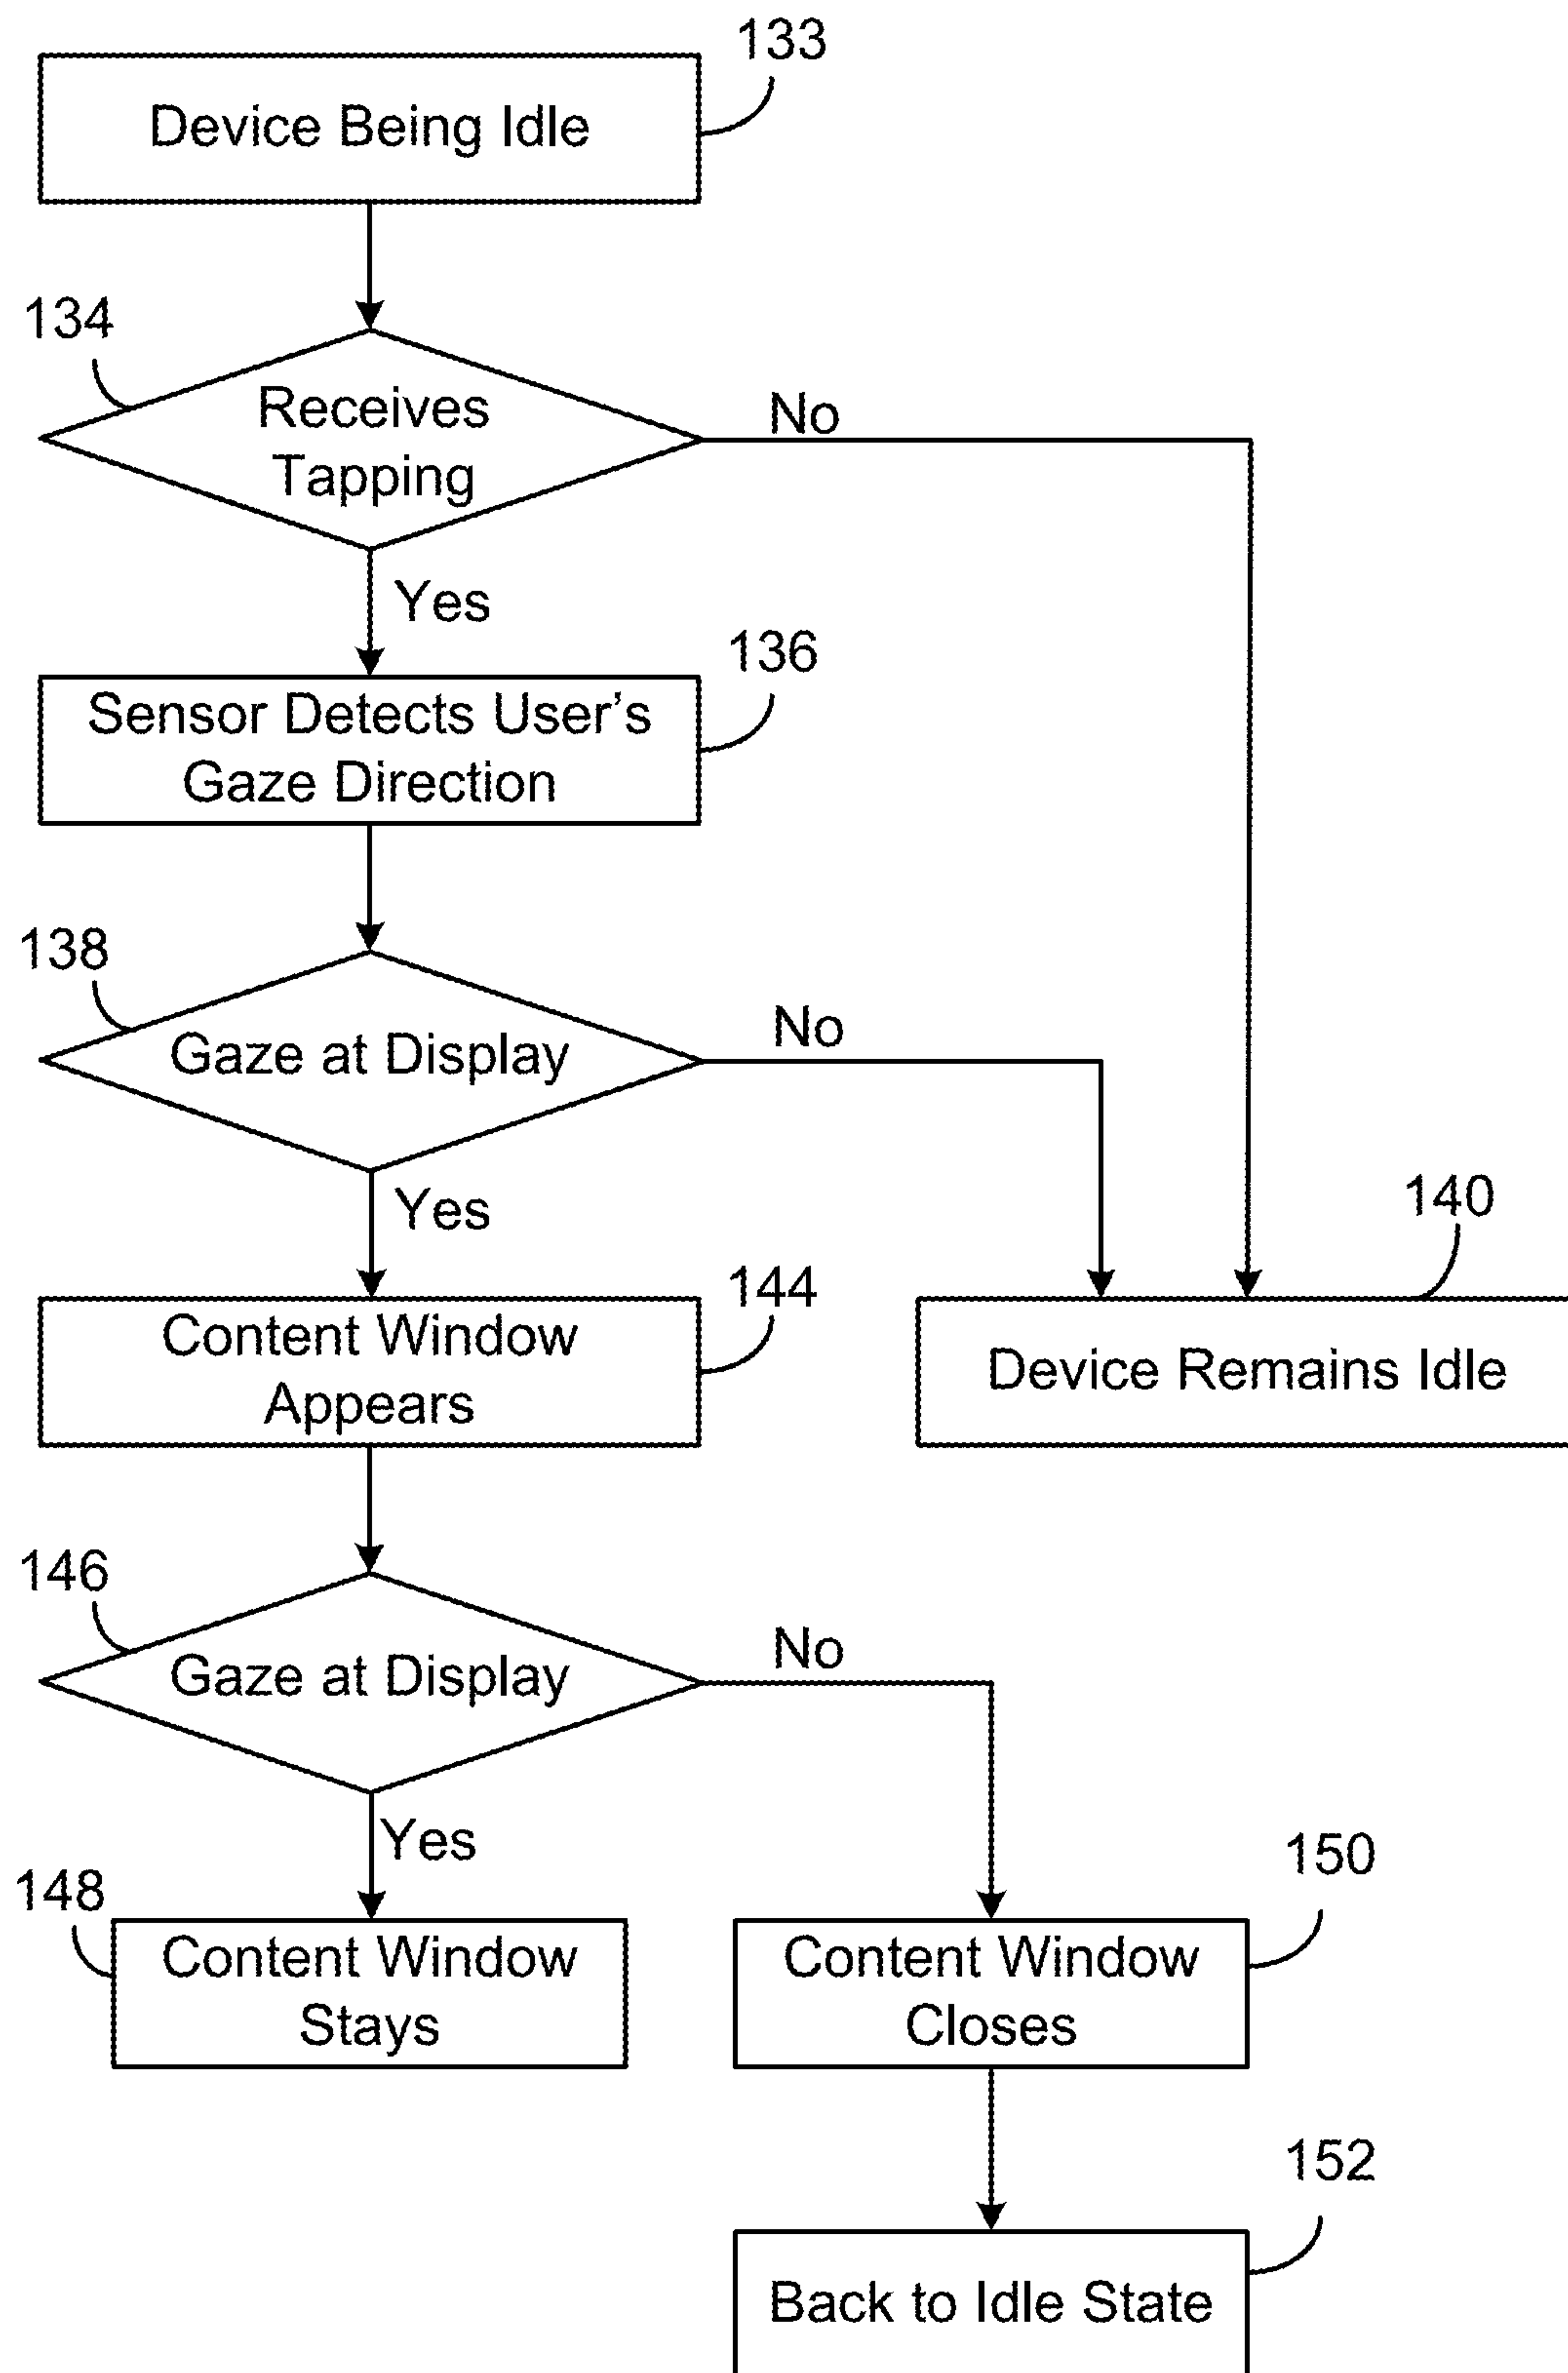 133
Device Being Idle
134
Receives
Tapping
No
Yes
136
Sensor Detects User's
Gaze Direction
138
Gaze at Display
No
Yes
140
144
Content Window
Appears
Device Remains Idle
146
Gaze at Display
No
Yes
148
150
Content Window
Stays
Content Window
Closes
152
Back to Idle State